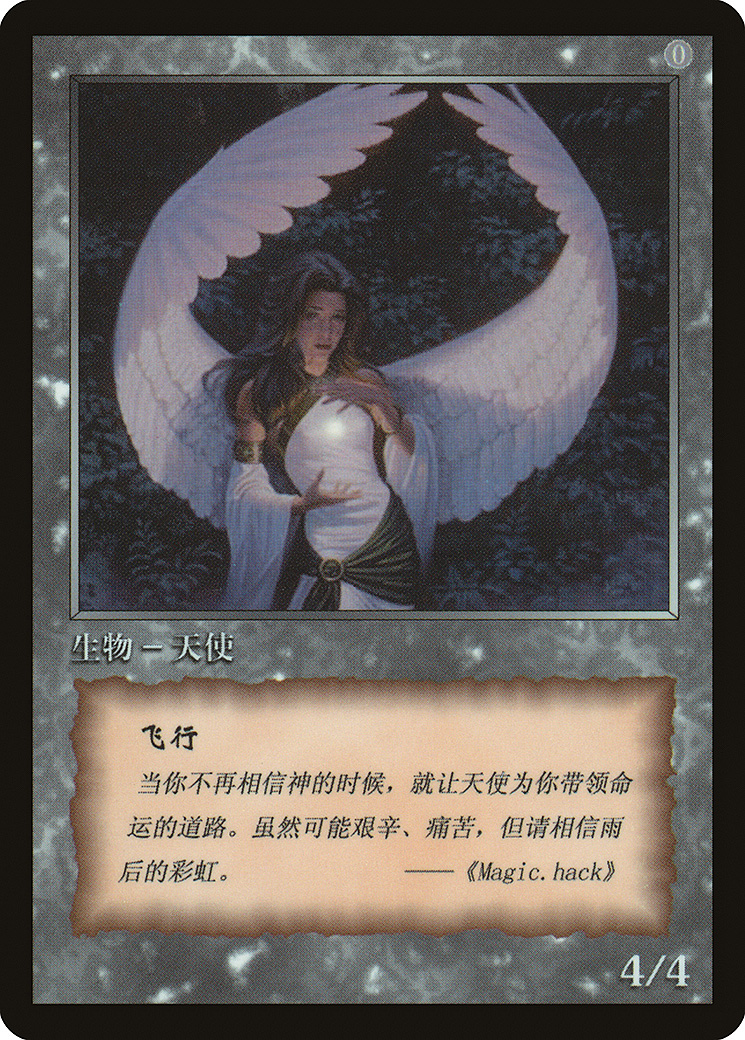 0
生物 – 天使
飞行
当你不再相信神的时候，就让天使为你带领命
运的道路。虽然可能艰辛、痛苦，但请相信雨
后的彩虹。 ——《Magic.hack》
4/4